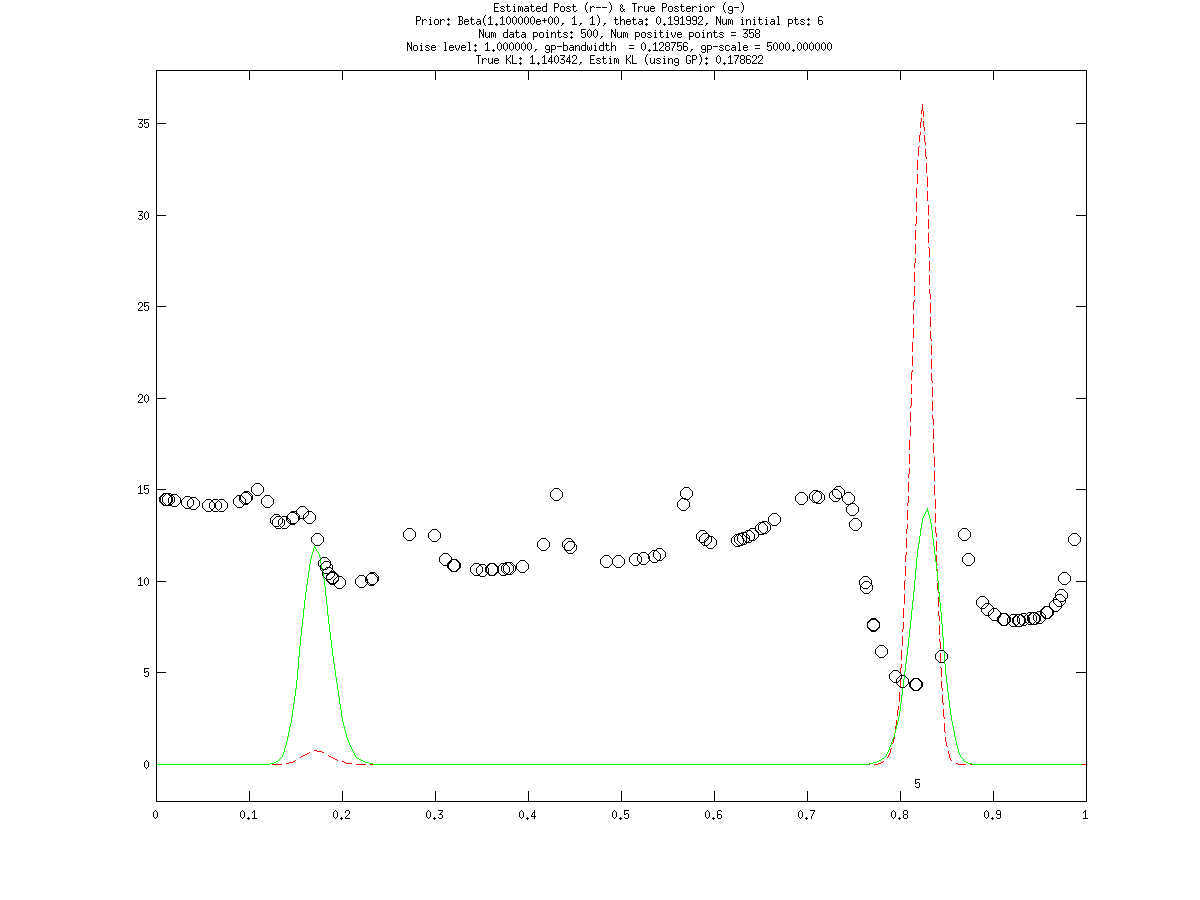 Estimated Post (r--) & True Posterior (g-)
Prior: Beta(1.100000e+00, 1, 1), theta: 0.191992, Num initial pts: 6
Num data points: 500, Num positive points = 358
Noise level: 1.000000, gp-bandwidth  = 0.128756, gp-scale = 5000.000000
True KL: 1.140342, Estim KL (using GP): 0.178622
35
30
25
20
15
10
5
0
5
0 0.1 0.2 0.3 0.4 0.5 0.6 0.7 0.8 0.9 1